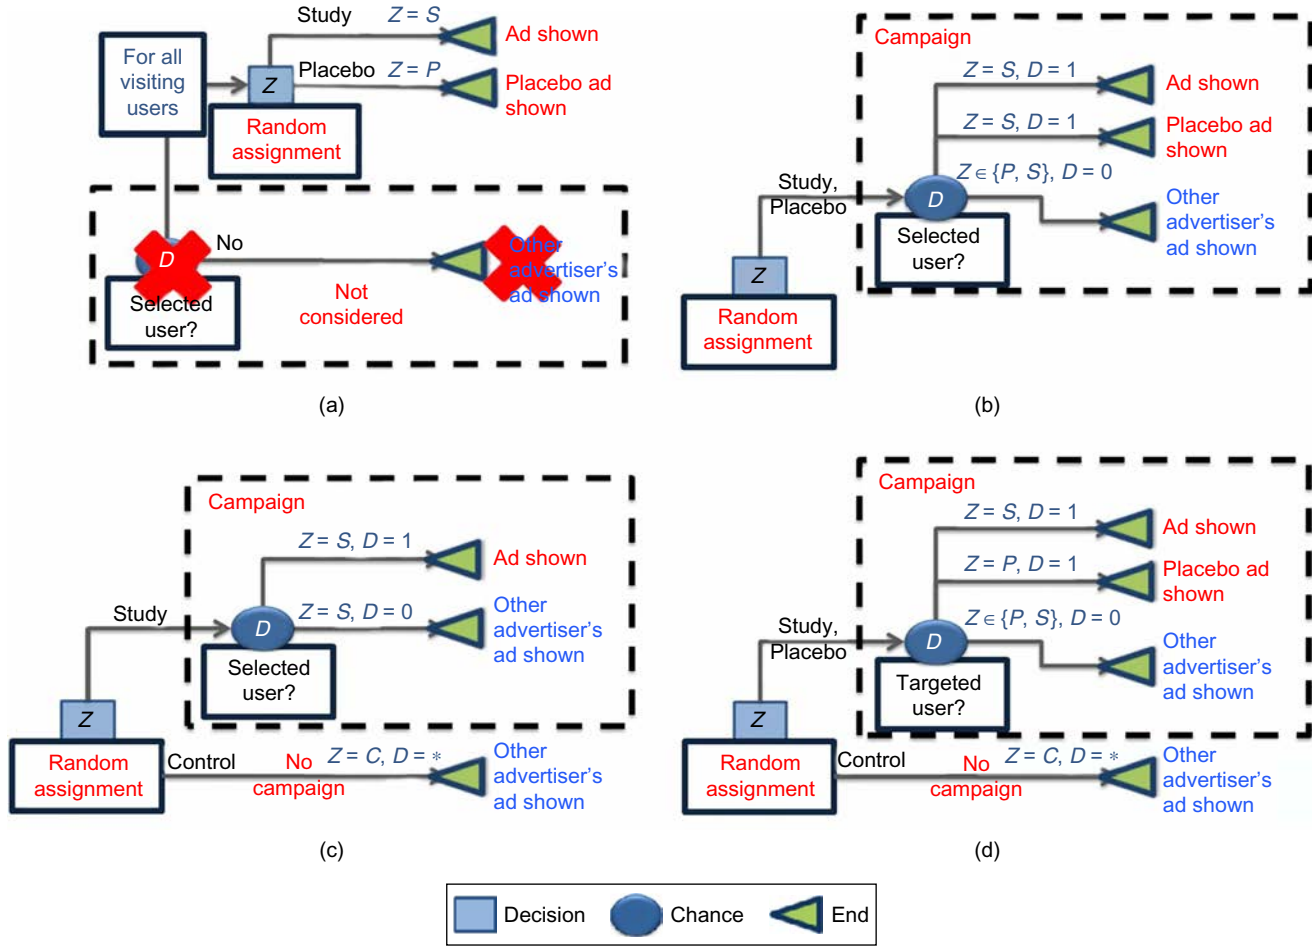 Study Z = S
Ad shown
For all
visiting
users
Z
Placebo Z = P
Placebo ad
shown
Random
assignment
D
No
Other
advertiser's
ad shown
Selected
user?
Not
considered
(a)
Campaign
Z = S, D = 1
Ad shown
Z = S, D = 1
Placebo ad
shown
Z ∈ {P, S}, D = 0
Study,
Placebo
D
Other
advertiser's
ad shown
Selected
user?
Z
Random
assignment
(b)
Campaign
Z = S, D = 1
Ad shown
Study
Z = S, D = 0
D
Other
advertiser's
ad shown
Selected
user?
Z
Random
assignment
Control
No
campaign
Z = C, D = *
Other
advertiser's
ad shown
(c)
Campaign
Z = S, D = 1
Ad shown
Z = P, D = 1
Placebo ad
shown
Z ∈ {P, S}, D = 0
Study,
Placebo
D
Other
advertiser's
ad shown
Targeted
user?
Z
Random
assignment
Control
No
campaign
Z = C, D = *
Other
advertiser's
ad shown
(d)
Decision
Chance
End